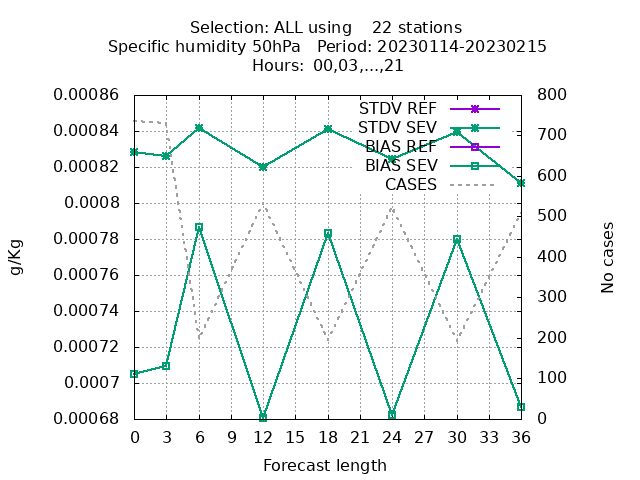 Selection: ALL using    22 stations
Specific humidity 50hPa   Period: 20230114-20230215
Hours:  00,03,...,21
0.00086
0.00084
0.00082
0.0008
0.00078
0.00076
0.00074
0.00072
0.0007
0.00068
g/Kg
STDV REF
STDV SEV
BIAS REF
BIAS SEV
CASES
800
700
600
500
400
300
200
100
0
No cases
0 3 6 9 12 15 18 21 24 27 30 33 36
Forecast length